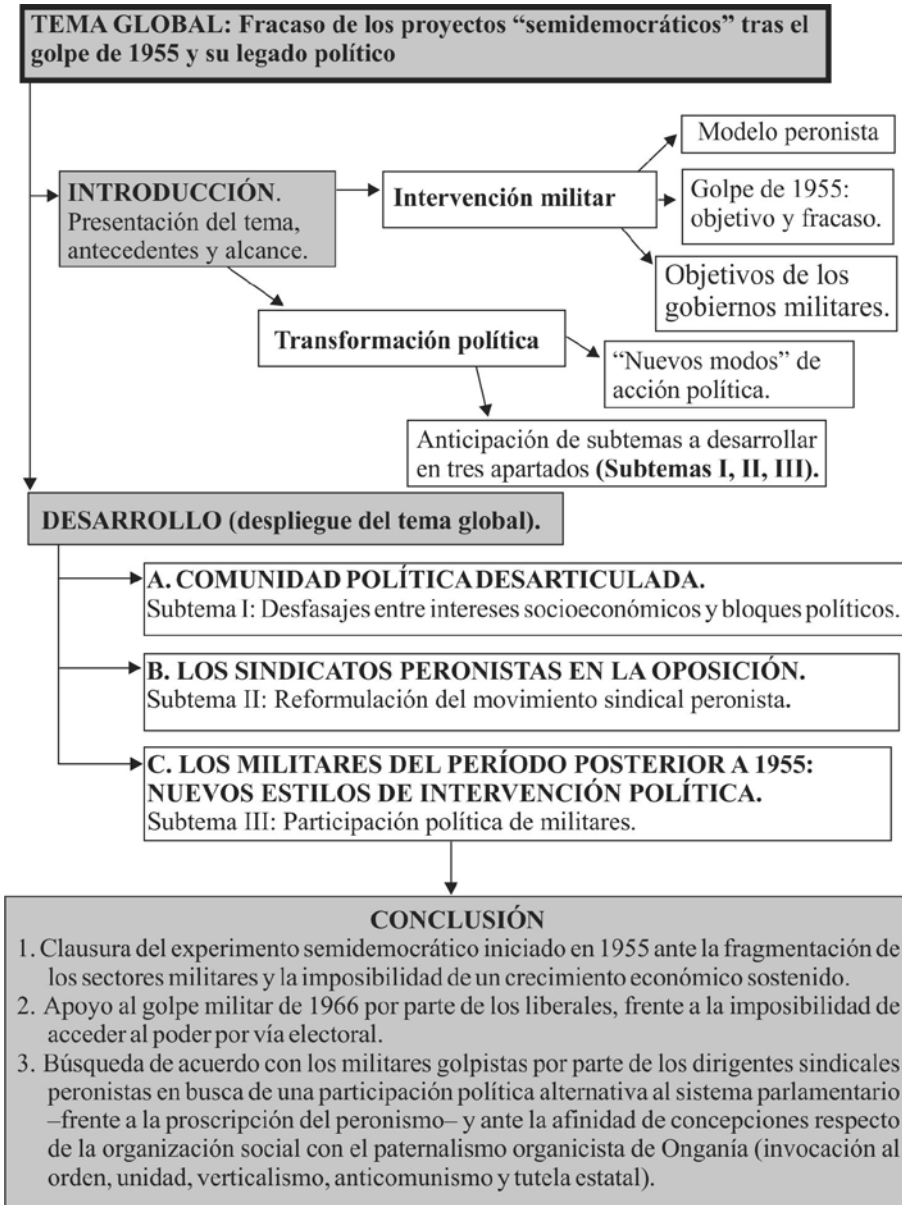 TEMA GLOBAL: Fracaso de los proyectos “semidemocráticos” tras el
golpe de 1955 y su legado político
INTRODUCCIÓN.
Presentación del tema,
antecedentes y alcance.
Intervención militar
Modelo peronista
Golpe de 1955:
objetivo y fracaso.
Objetivos de los
gobiernos militares.
Transformación política
“Nuevos modos” de
acción política.
Anticipación de subtemas a desarrollar
en tres apartados (Subtemas I, II, III).
DESARROLLO (despliegue del tema global).
A. COMUNIDAD POLÍTICA DESARTICULADA.
Subtema I: Desfasajes entre intereses socioeconómicos y bloques políticos.
B. LOS SINDICATOS PERONISTAS EN LA OPOSICIÓN.
Subtema II: Reformulación del movimiento sindical peronista.
C. LOS MILITARES DEL PERÍODO POSTERIOR A 1955:
NUEVOS ESTILOS DE INTERVENCIÓN POLÍTICA.
Subtema III: Participación política de militares.
CONCLUSIÓN
1. Clausura del experimento semidemocrático iniciado en 1955 ante la fragmentación de
los sectores militares y la imposibilidad de un crecimiento económico sostenido.
2. Apoyo al golpe militar de 1966 por parte de los liberales, frente a la imposibilidad de
acceder al poder por vía electoral.
3. Búsqueda de acuerdo con los militares golpistas por parte de los dirigentes sindicales
peronistas en busca de una participación política alternativa al sistema parlamentario
–frente a la proscripción del peronismo– y ante la afinidad de concepciones respecto
de la organización social con el paternalismo organicista de Onganía (invocación al
orden, unidad, verticalismo, anticomunismo y tutela estatal).